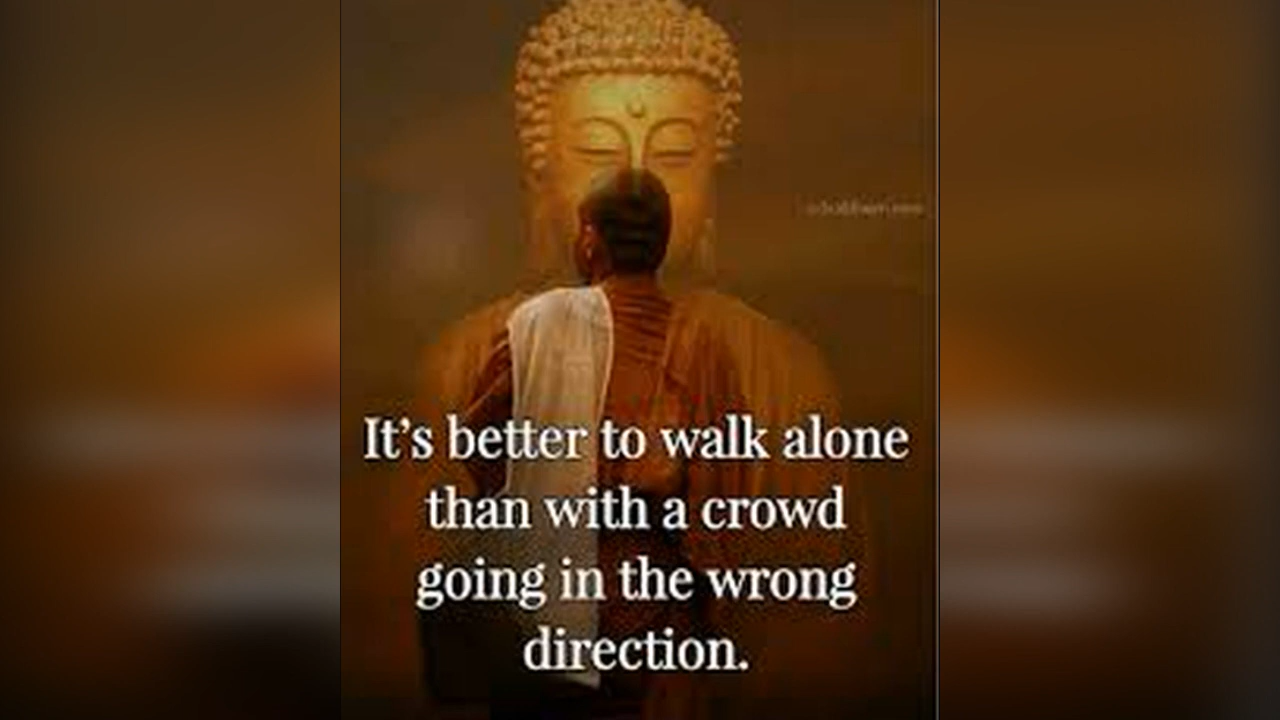 It’s better to walk alone
than with a crowd
going in the wrong
direction.